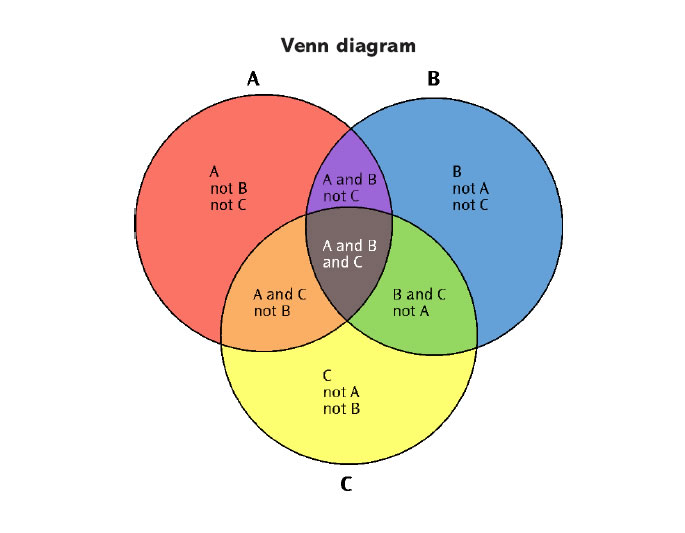 Venn diagram
A
B
A
not B
not C
A and B
not C
B
not A
not C
A and B
and C
A and C
not B
B and C
not A
C
not A
not B
C